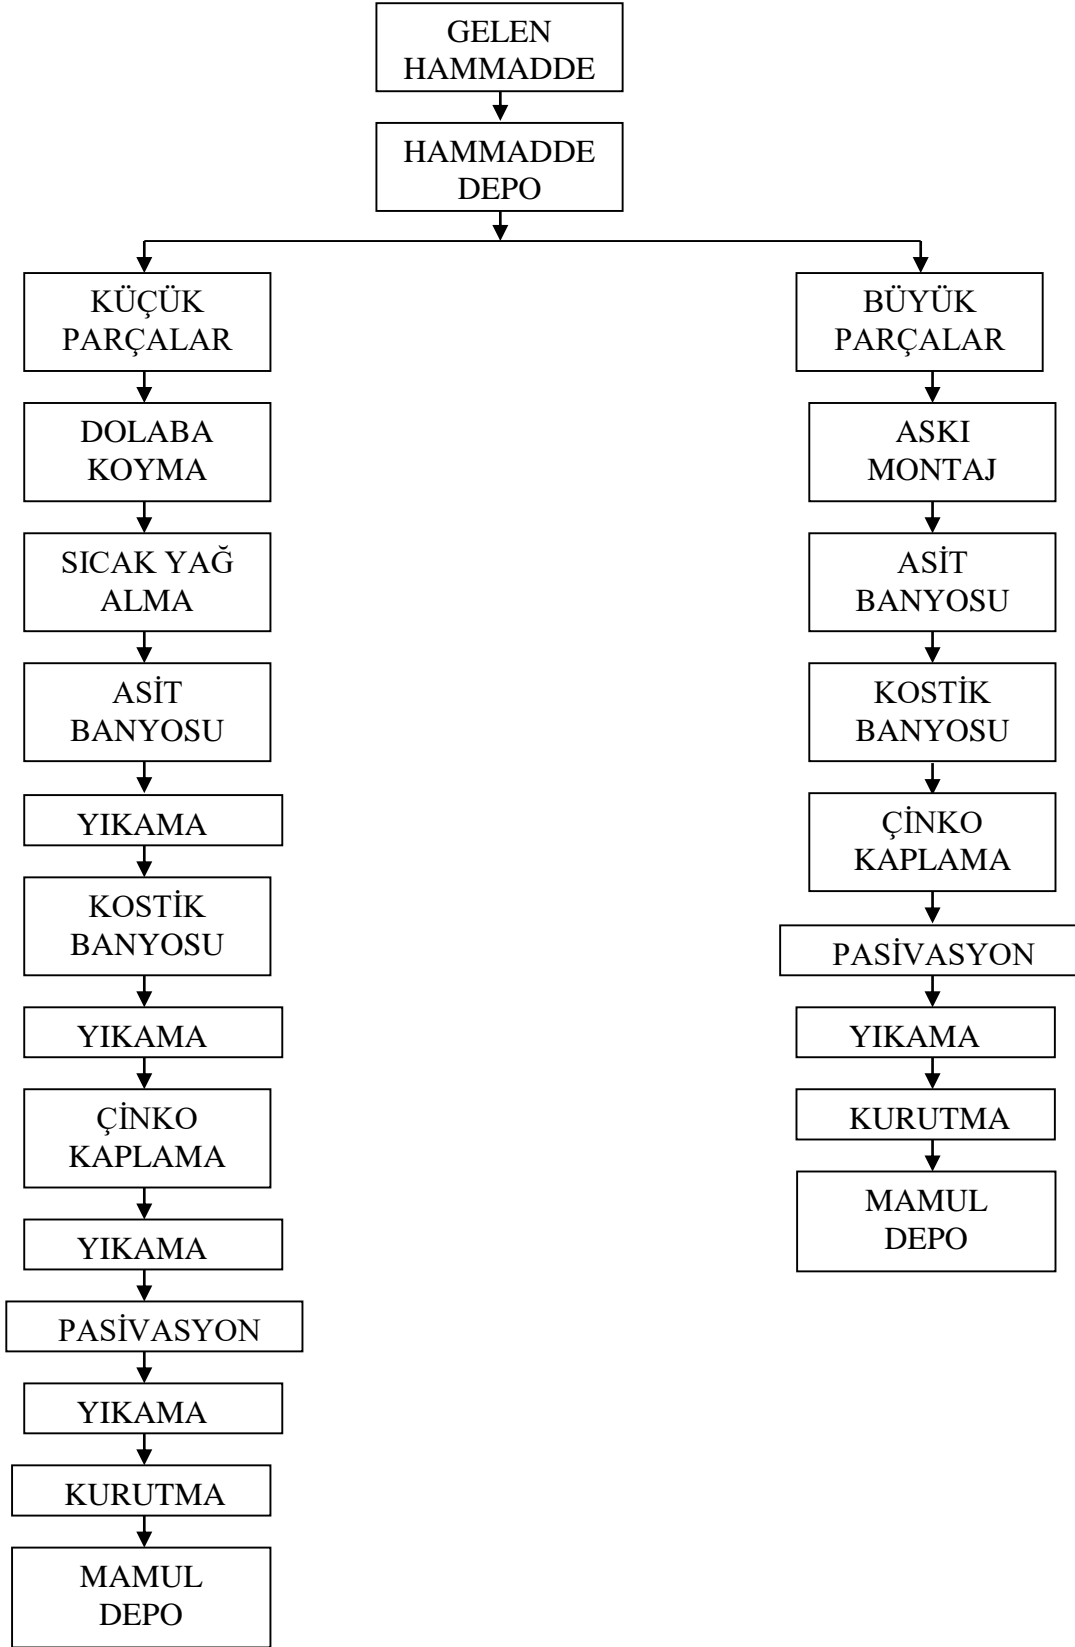 GELEN
HAMMADDE
HAMMADDE
DEPO
KÜÇÜK
PARÇALAR
DOLABA
KOYMA
SICAK YAĞ
ALMA
ASİT
BANYOSU
YIKAMA
KOSTİK
BANYOSU
YIKAMA
ÇİNKO
KAPLAMA
YIKAMA
PASİVASYON
YIKAMA
KURUTMA
MAMUL
DEPO
BÜYÜK
PARÇALAR
ASKI
MONTAJ
ASİT
BANYOSU
KOSTİK
BANYOSU
ÇİNKO
KAPLAMA
PASİVASYON
YIKAMA
KURUTMA
MAMUL
DEPO